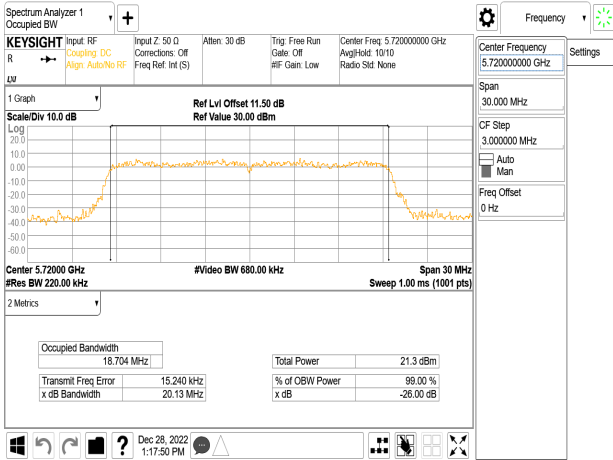 Spectrum Analyzer 1
Occupied BW
Frequency
KEYSIGHT
R
Input: RF
Coupling: DC
Align: Auto/No RF
Input Z: 50 Ω
Corrections: Off
Freq Ref: Int (S)
Atten: 30 dB
Trig: Free Run
Gate: Off
#IF Gain: Low
Center Freq: 5.720000000 GHz
Avg|Hold: 10/10
Radio Std: None
Center Frequency
5.720000000 GHz
Settings
Span
30.000 MHz
CF Step
3.000000 MHz
Auto
Man
Freq Offset
0 Hz
1 Graph
Scale/Div 10.0 dB
Ref Lvl Offset 11.50 dB
Ref Value 30.00 dBm
Log
20.0
10.0
0.00
-10.0
-20.0
-30.0
-40.0
-50.0
-60.0
Center 5.72000 GHz
#Res BW 220.00 kHz
#Video BW 680.00 kHz
Span 30 MHz
Sweep 1.00 ms (1001 pts)
2 Metrics
Occupied Bandwidth
18.704 MHz
Total Power 21.3 dBm
Transmit Freq Error 15.240 kHz
% of OBW Power 99.00 %
x dB Bandwidth 20.13 MHz
x dB -26.00 dB
?
Dec 28, 2022
1:17:50 PM